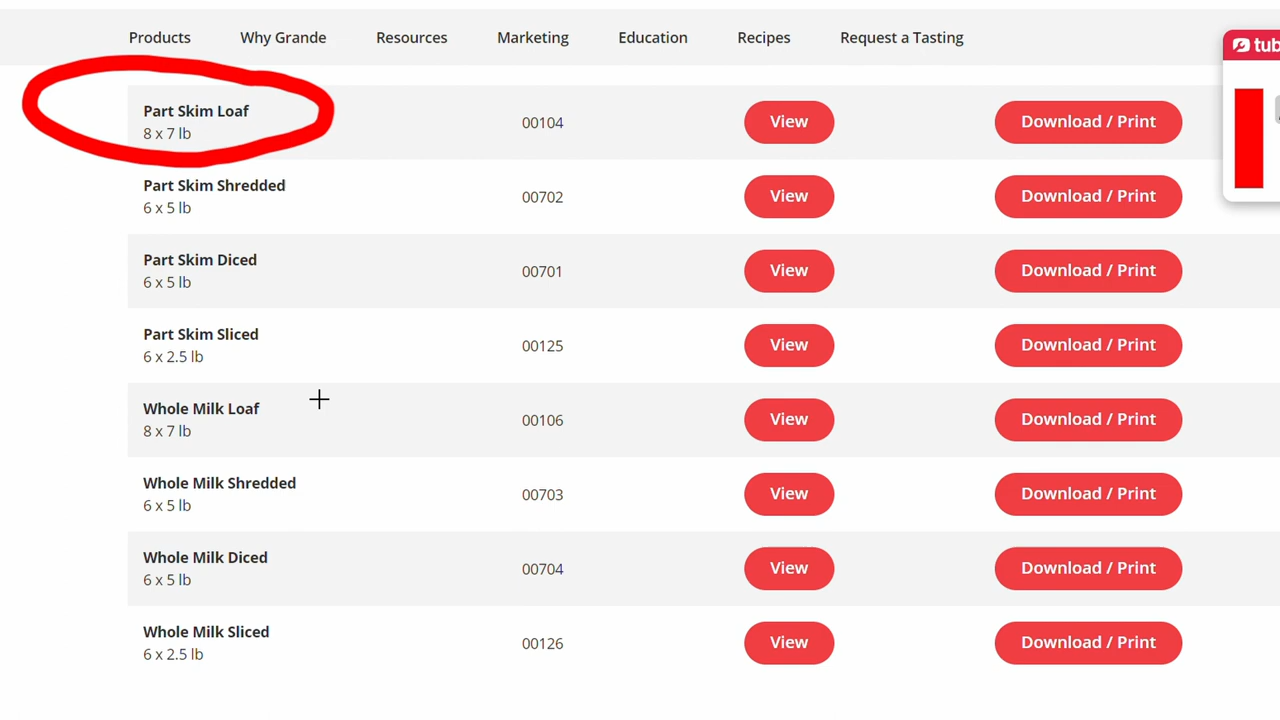 Products Why Grande Resources Marketing Education Recipes Request a Tasting
tub
Part Skim Loaf
8 x 7 lb
00104
View
Download / Print
Part Skim Shredded
6 x 5 lb
00702
View
Download / Print
Part Skim Diced
6 x 5 lb
00701
View
Download / Print
Part Skim Sliced
6 x 2.5 lb
00125
View
Download / Print
Whole Milk Loaf
8 x 7 lb
00106
View
Download / Print
Whole Milk Shredded
6 x 5 lb
00703
View
Download / Print
Whole Milk Diced
6 x 5 lb
00704
View
Download / Print
Whole Milk Sliced
6 x 2.5 lb
00126
View
Download / Print